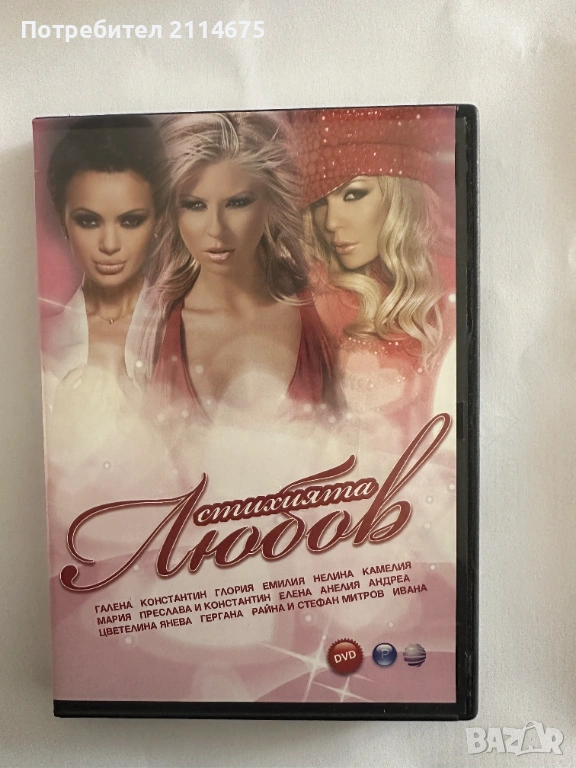 Потребител 2114675
стихията
Любов
ГАЛЕНА КОНСТАНТИН ГЛОРИЯ ЕМИЛИЯ НЕЛИНА КАМЕЛИЯ
МАРИЯ ПРЕСЛАВА И КОНСТАНТИН ЕЛЕНА АНЕЛИЯ АНДРЕА
ЦВЕТЕЛИНА ЯНЕВА ГЕРГАНА РАЙНА И СТЕФАН МИТРОВ ИВАНА
DVD P
BAZAR